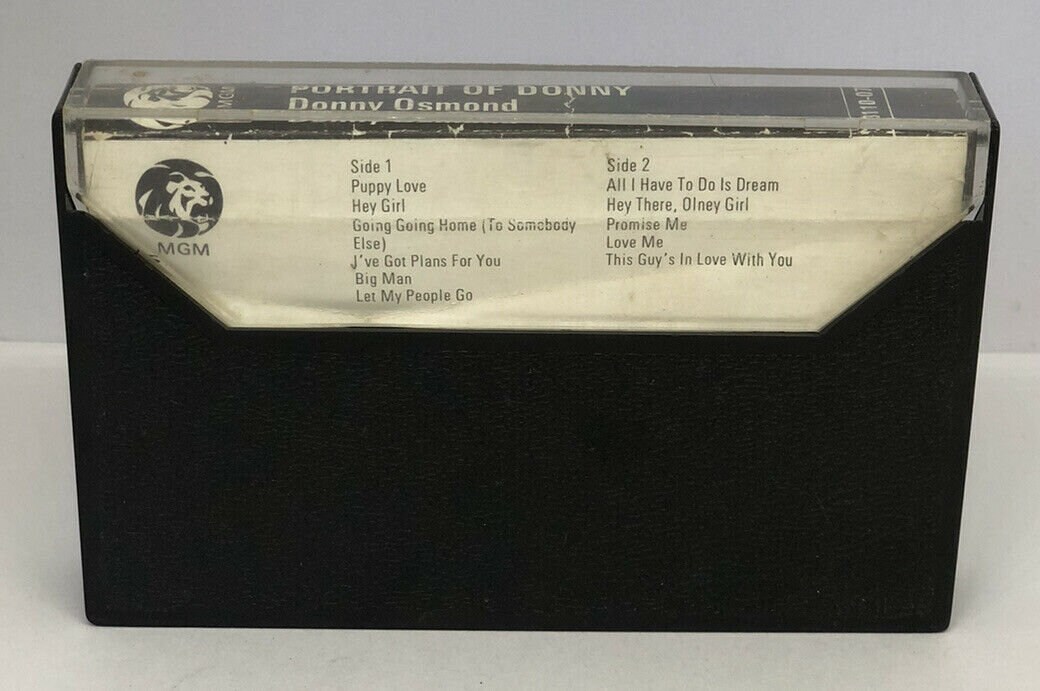 PORTRAIT OF DONNY
Donny Osmond
MGM
MGM
Side 1
Puppy Love
Hey Girl
Going Going Home (To Somebody
Else)
J've Got Plans For You
Big Man
Let My People Go
Side 2
All I Have To Do Is Dream
Hey There, Olney Girl
Promise Me
Love Me
This Guy's In Love With You